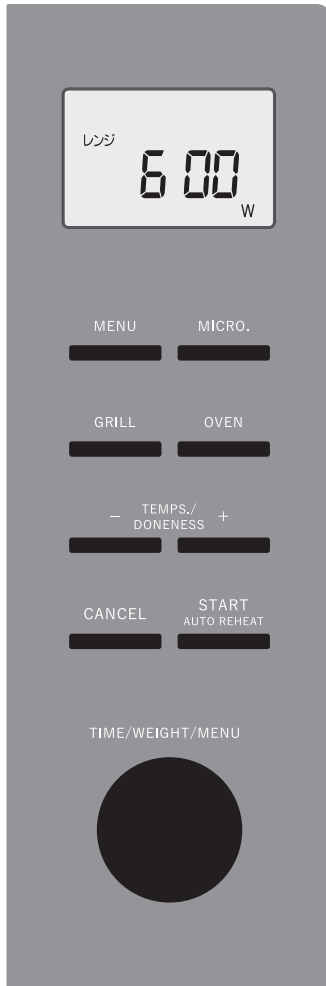 レンジ
600
W
MENU
MICRO.
GRILL
OVEN
− TEMPS./ +
DONENESS
CANCEL
START
AUTO REHEAT
TIME/WEIGHT/MENU